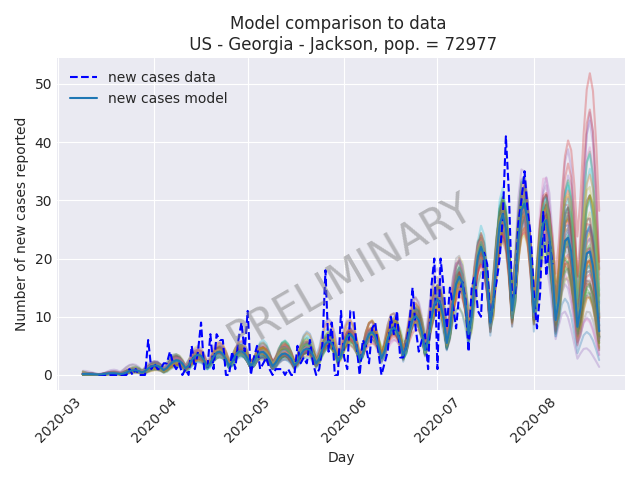 Model comparison to data
US - Georgia - Jackson, pop. = 72977
new cases data
new cases model
PRELIMINARY
Number of new cases reported
50
40
30
20
10
0
2020-03
2020-04
2020-05
2020-06
2020-07
2020-08
Day